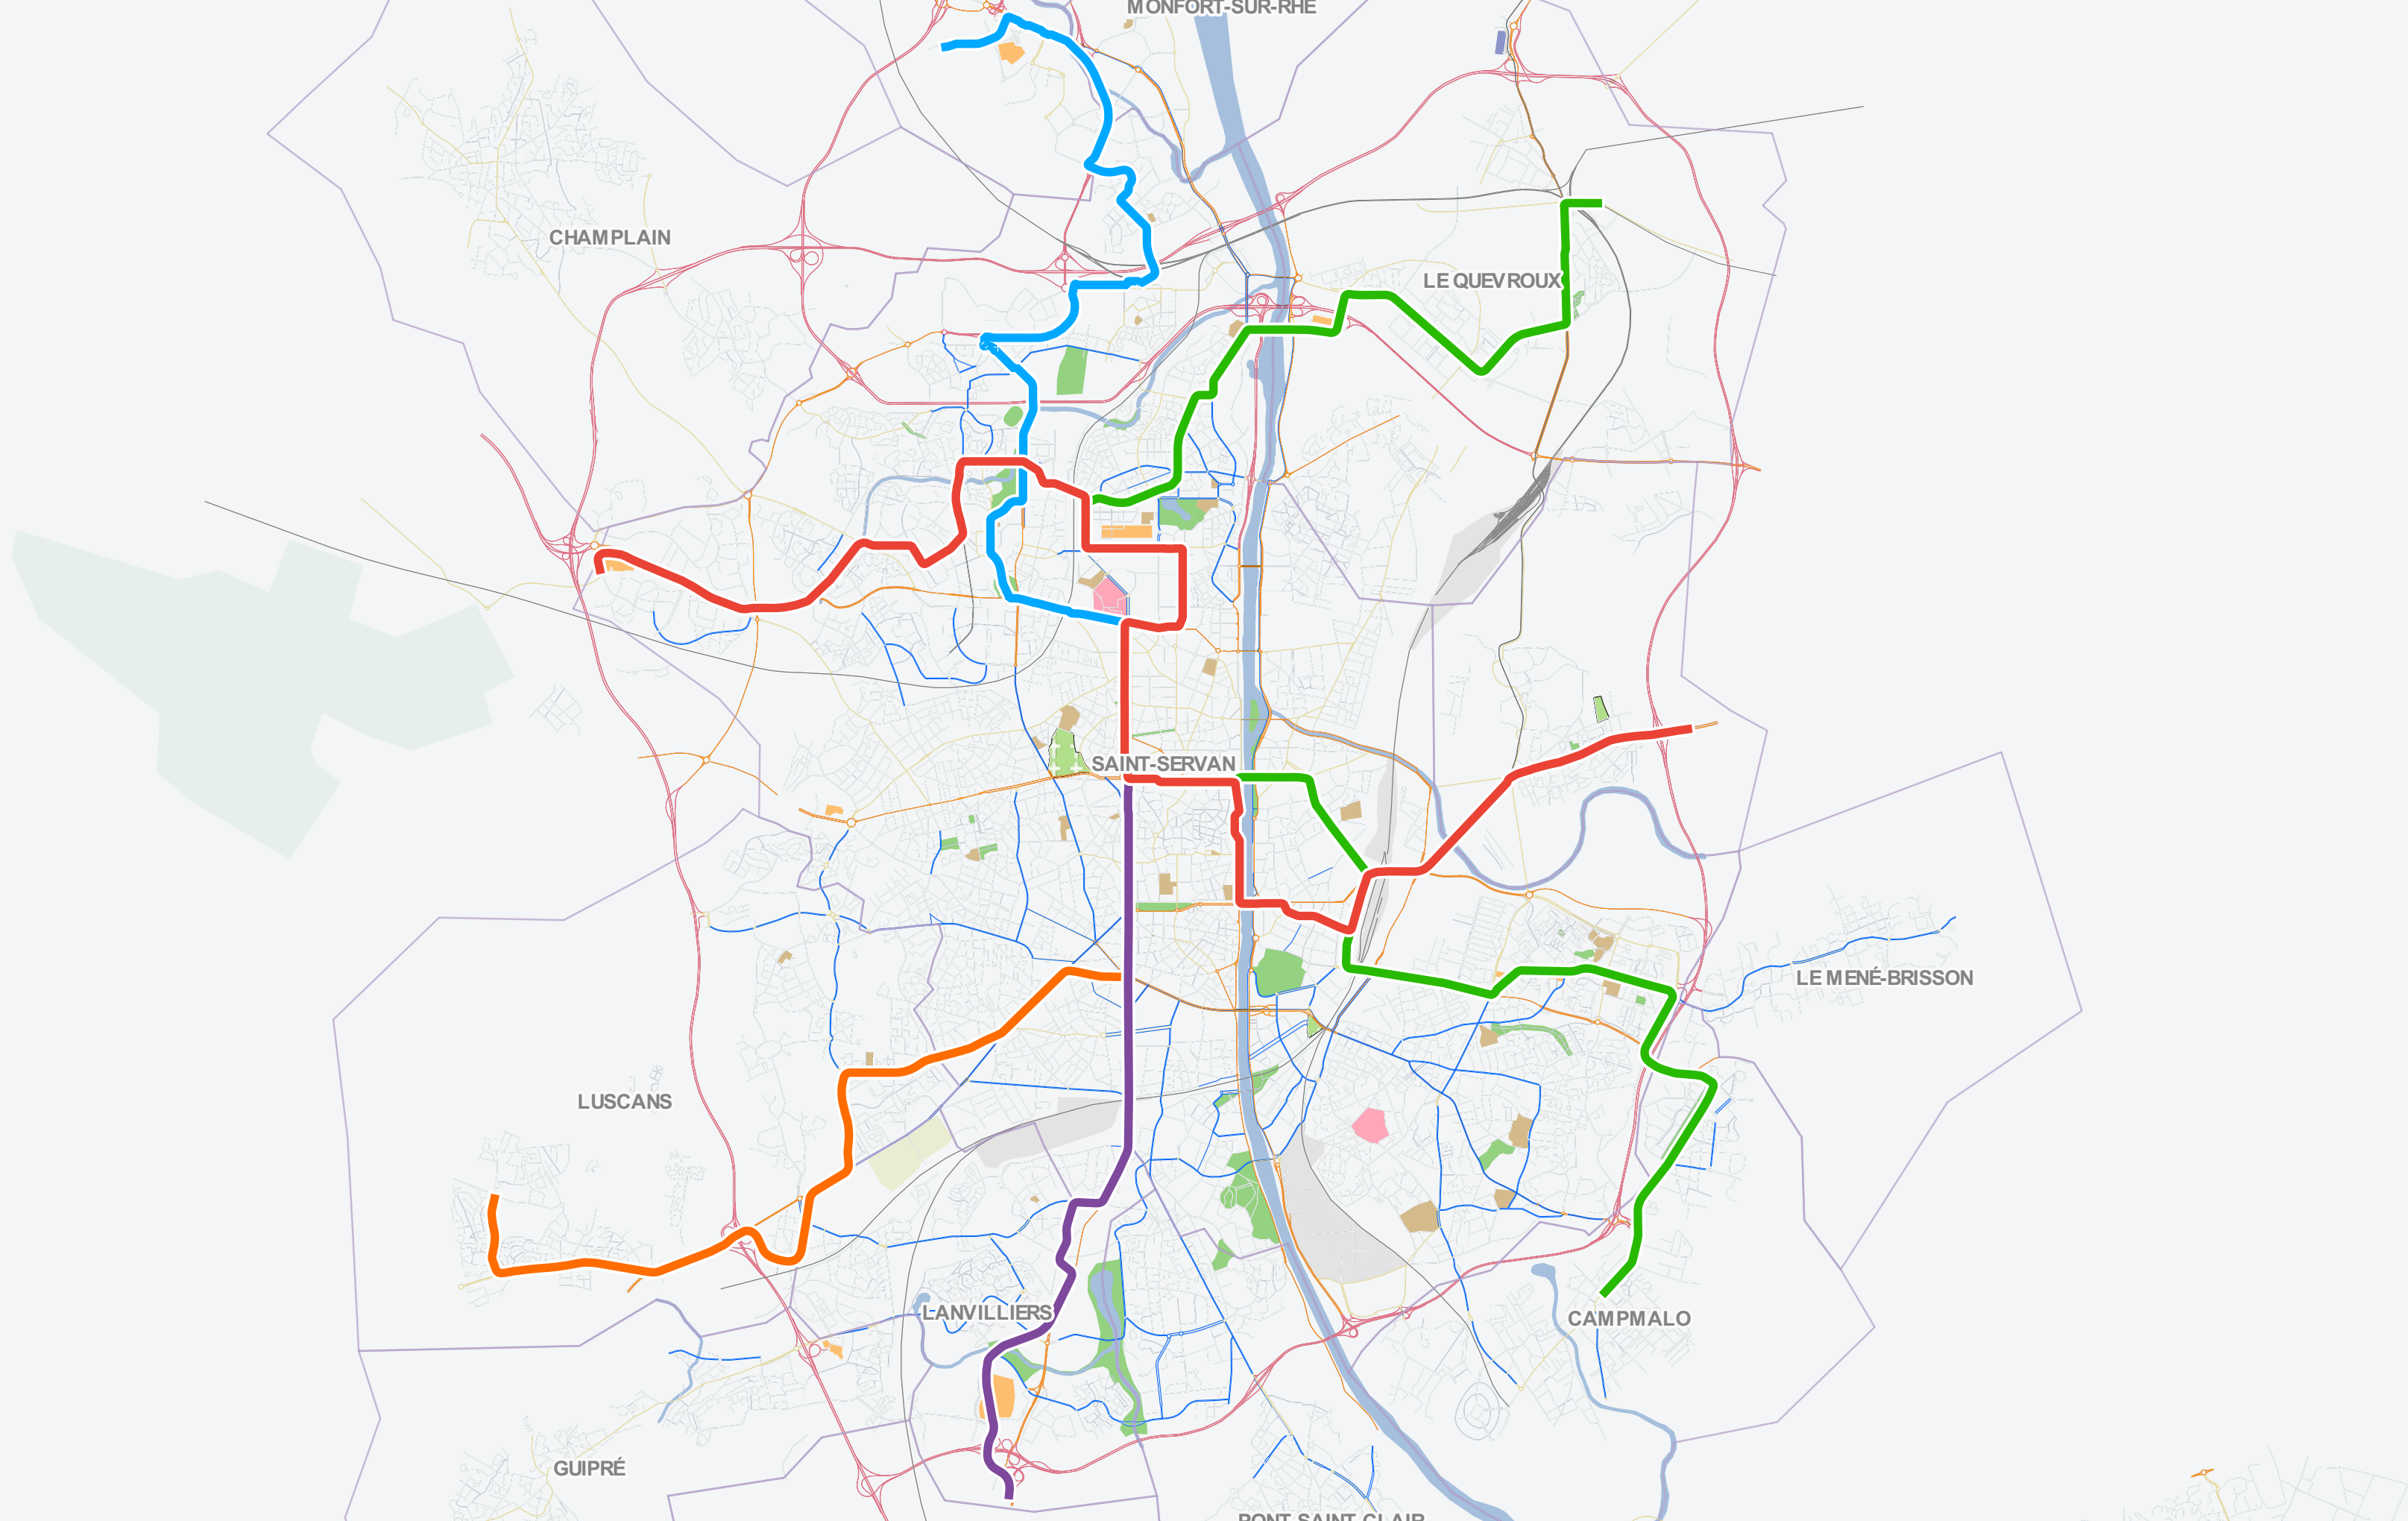 MONFORT-SUR-RHE
CHAMPLAIN
LE QUEVROUX
SAINT-SERVAN
LE MENÉ-BRISSON
LUSCANS
LANVILLIERS
CAMPMALO
GUIPRÉ
PONT-SAINT-CLAIR